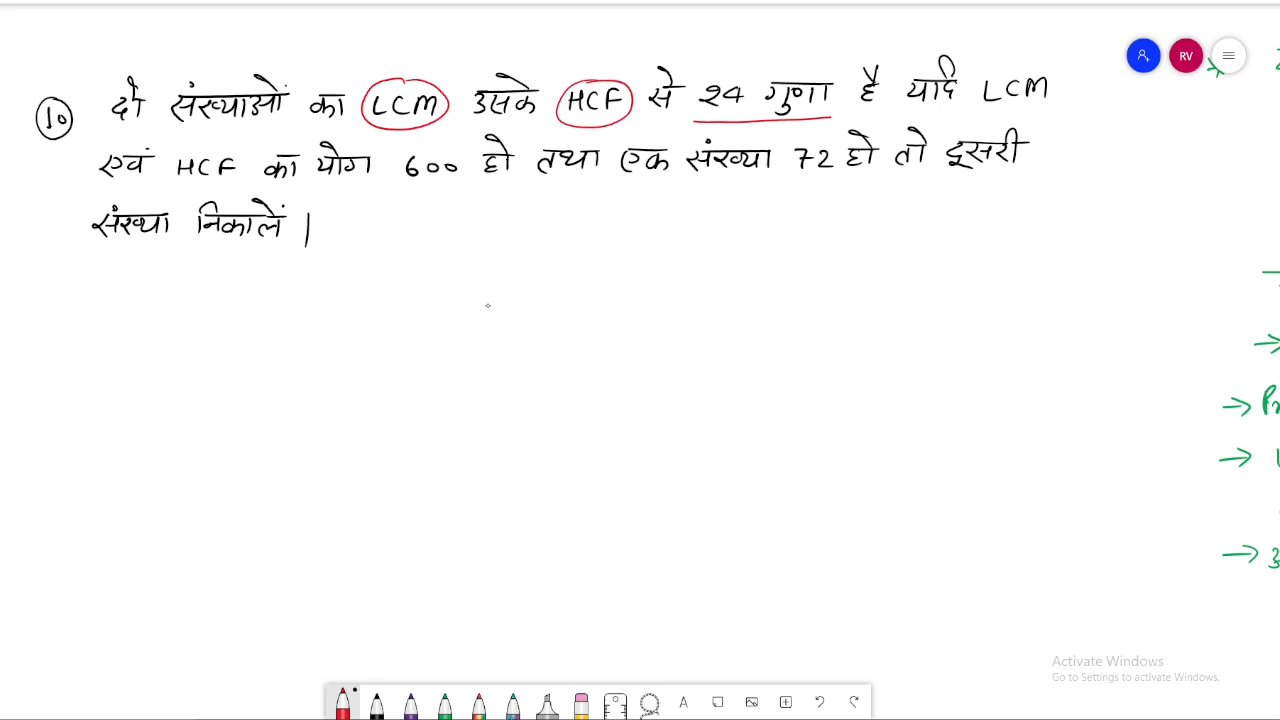 RV
10 दो संख्याओं का LCM उसके HCF से 24 गुणा है यदि LCM
एवं HCF का योग 600 हो तथा एक संख्या 72 हो तो दूसरी
संख्या निकालें |
Activate Windows
Go to Settings to activate Windows.
A